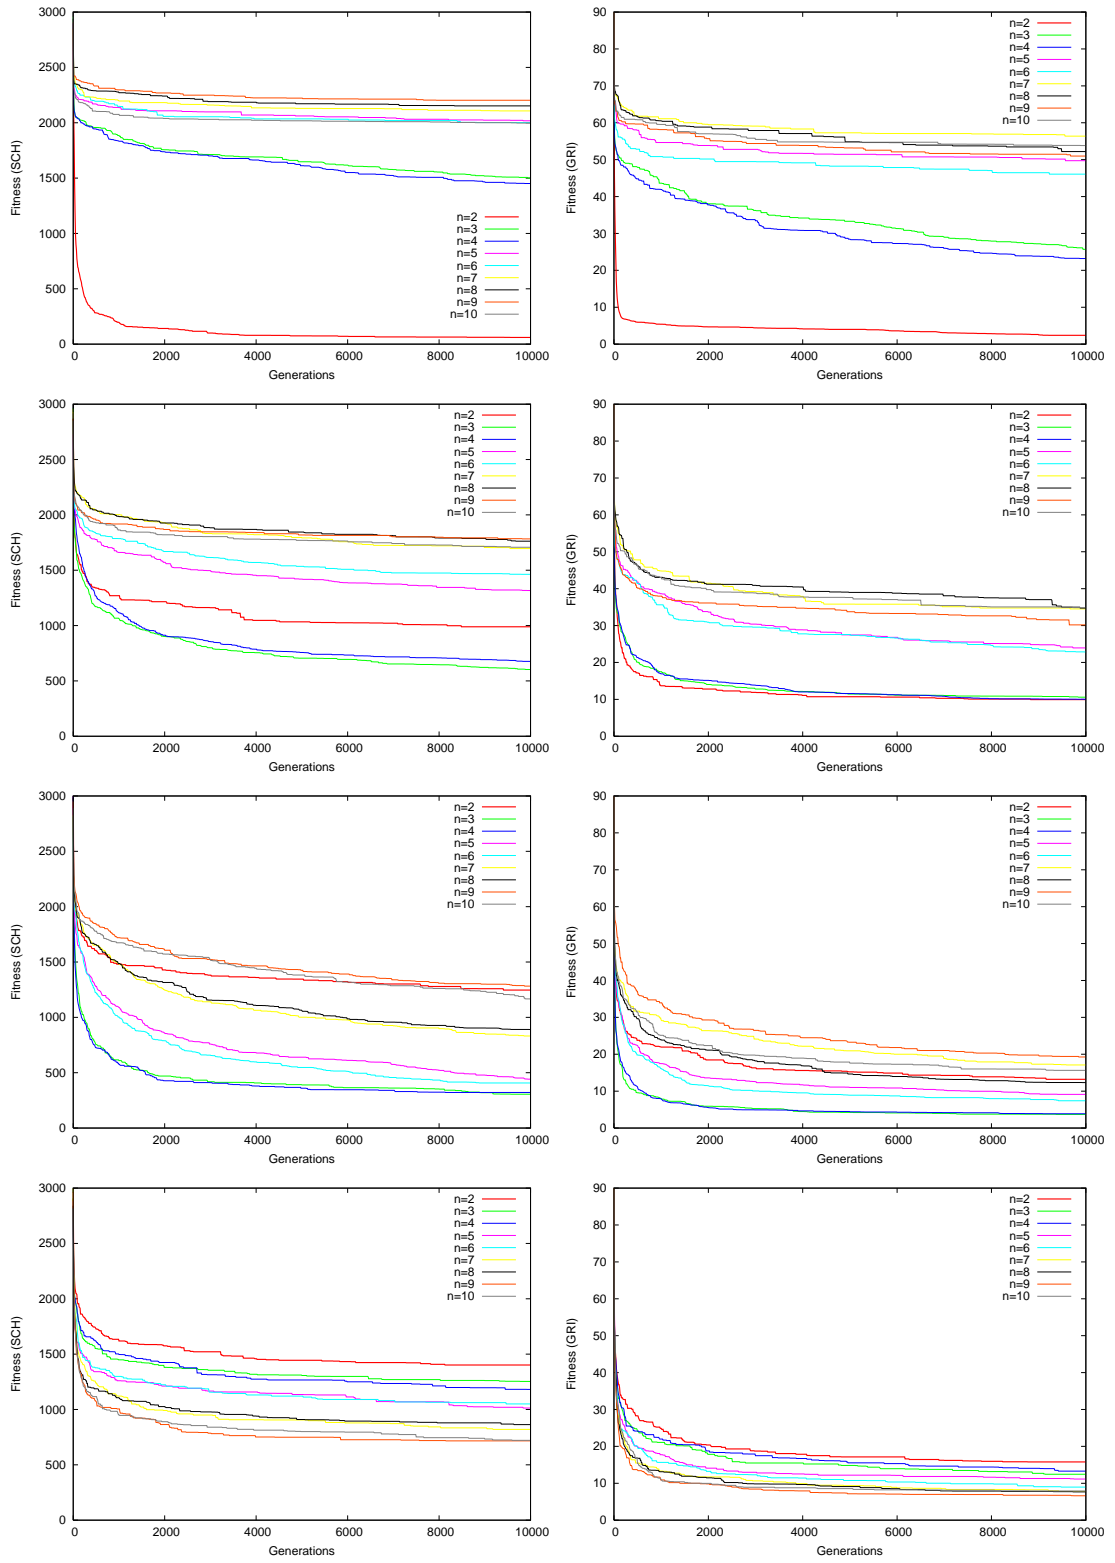 3000
2500
2000
1500
1000
500
0
0
2000
4000
6000
8000
10000
Fitness (SCH)
Generations
n=2
n=3
n=4
n=5
n=6
n=7
n=8
n=9
n=10
90
80
70
60
50
40
30
20
10
0
0
2000
4000
6000
8000
10000
Fitness (GRI)
Generations
n=2
n=3
n=4
n=5
n=6
n=7
n=8
n=9
n=10
3000
2500
2000
1500
1000
500
0
0
2000
4000
6000
8000
10000
Fitness (SCH)
Generations
n=2
n=3
n=4
n=5
n=6
n=7
n=8
n=9
n=10
90
80
70
60
50
40
30
20
10
0
0
2000
4000
6000
8000
10000
Fitness (GRI)
Generations
n=2
n=3
n=4
n=5
n=6
n=7
n=8
n=9
n=10
3000
2500
2000
1500
1000
500
0
0
2000
4000
6000
8000
10000
Fitness (SCH)
Generations
n=2
n=3
n=4
n=5
n=6
n=7
n=8
n=9
n=10
90
80
70
60
50
40
30
20
10
0
0
2000
4000
6000
8000
10000
Fitness (GRI)
Generations
n=2
n=3
n=4
n=5
n=6
n=7
n=8
n=9
n=10
3000
2500
2000
1500
1000
500
0
0
2000
4000
6000
8000
10000
Fitness (SCH)
Generations
n=2
n=3
n=4
n=5
n=6
n=7
n=8
n=9
n=10
90
80
70
60
50
40
30
20
10
0
0
2000
4000
6000
8000
10000
Fitness (GRI)
Generations
n=2
n=3
n=4
n=5
n=6
n=7
n=8
n=9
n=10